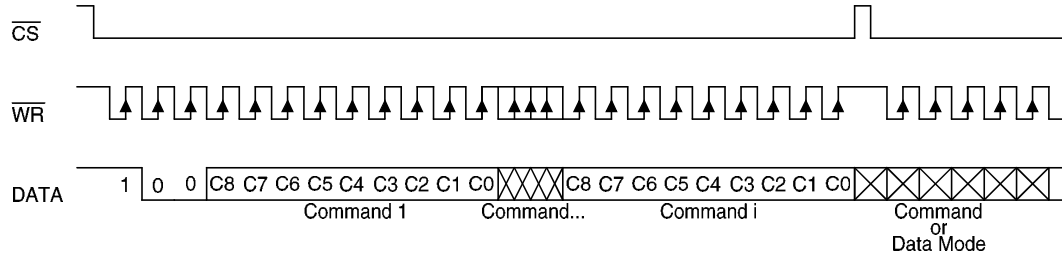 CS
WR
DATA 1 0 0 C8 C7 C6 C5 C4 C3 C2 C1 C0 C8 C7 C6 C5 C4 C3 C2 C1 C0
Command 1 Command... Command i Command
or
Data Mode